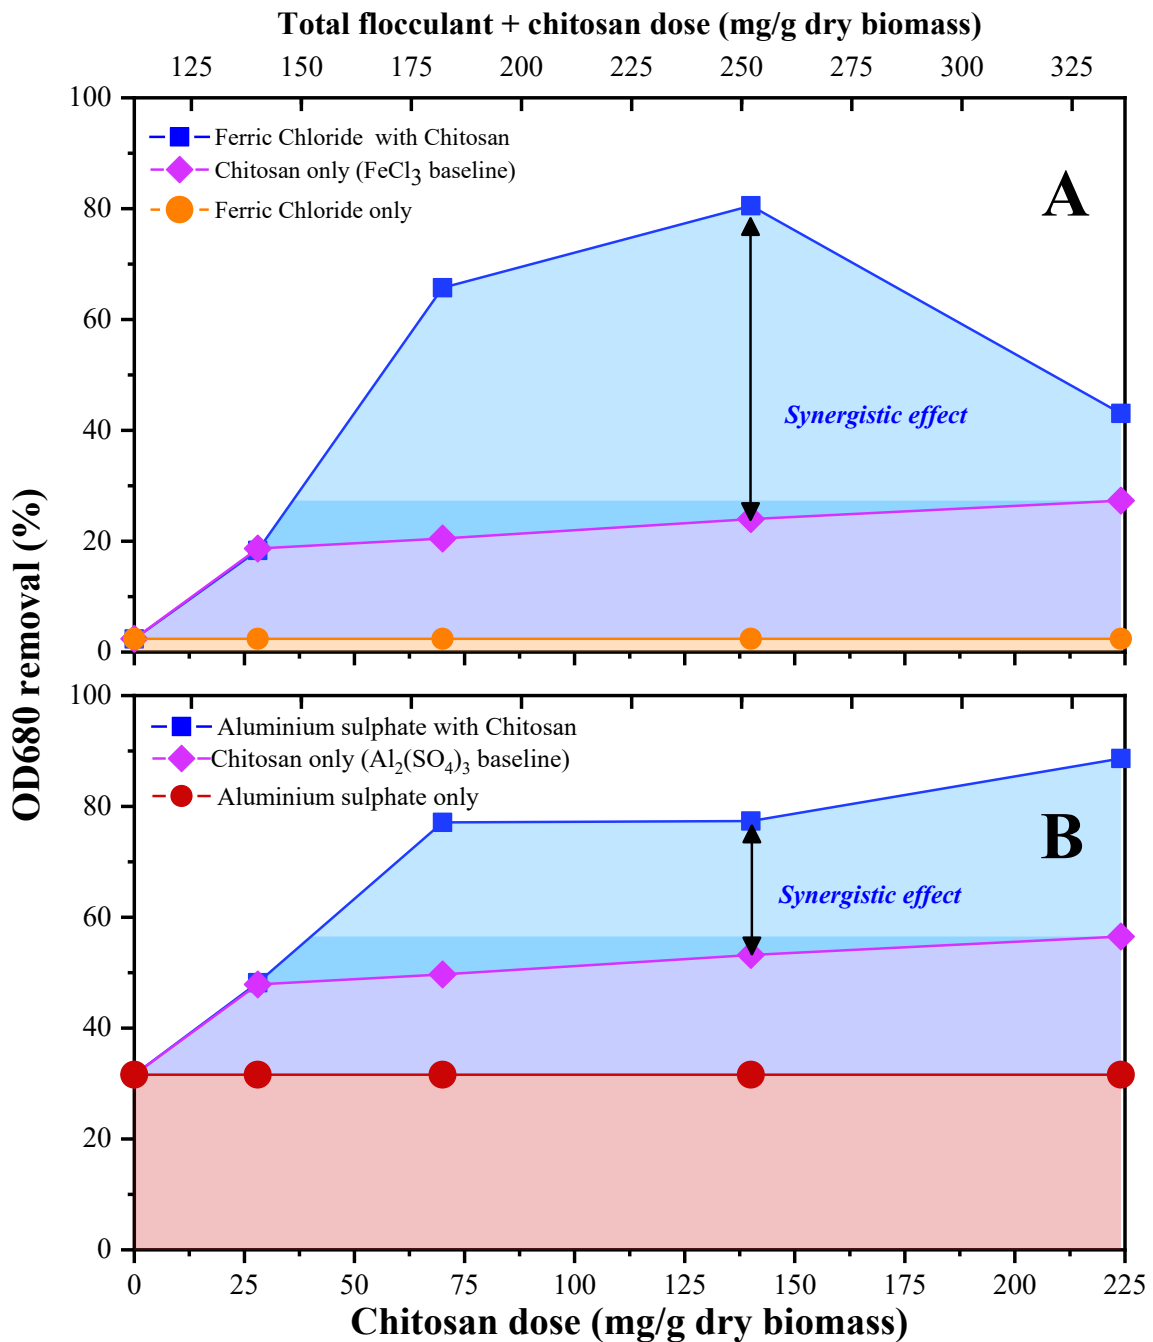 Total flocculant + chitosan dose (mg/g dry biomass)
125 150 175 200 225 250 275 300 325
100
80
60
40
20
0
Ferric Chloride with Chitosan
Chitosan only (FeCl3 baseline)
Ferric Chloride only
A
Synergistic effect
OD680 removal (%)
100
80
60
40
20
0
Aluminium sulphate with Chitosan
Chitosan only (Al2(SO4)3 baseline)
Aluminium sulphate only
B
Synergistic effect
0 25 50 75 100 125 150 175 200 225
Chitosan dose (mg/g dry biomass)